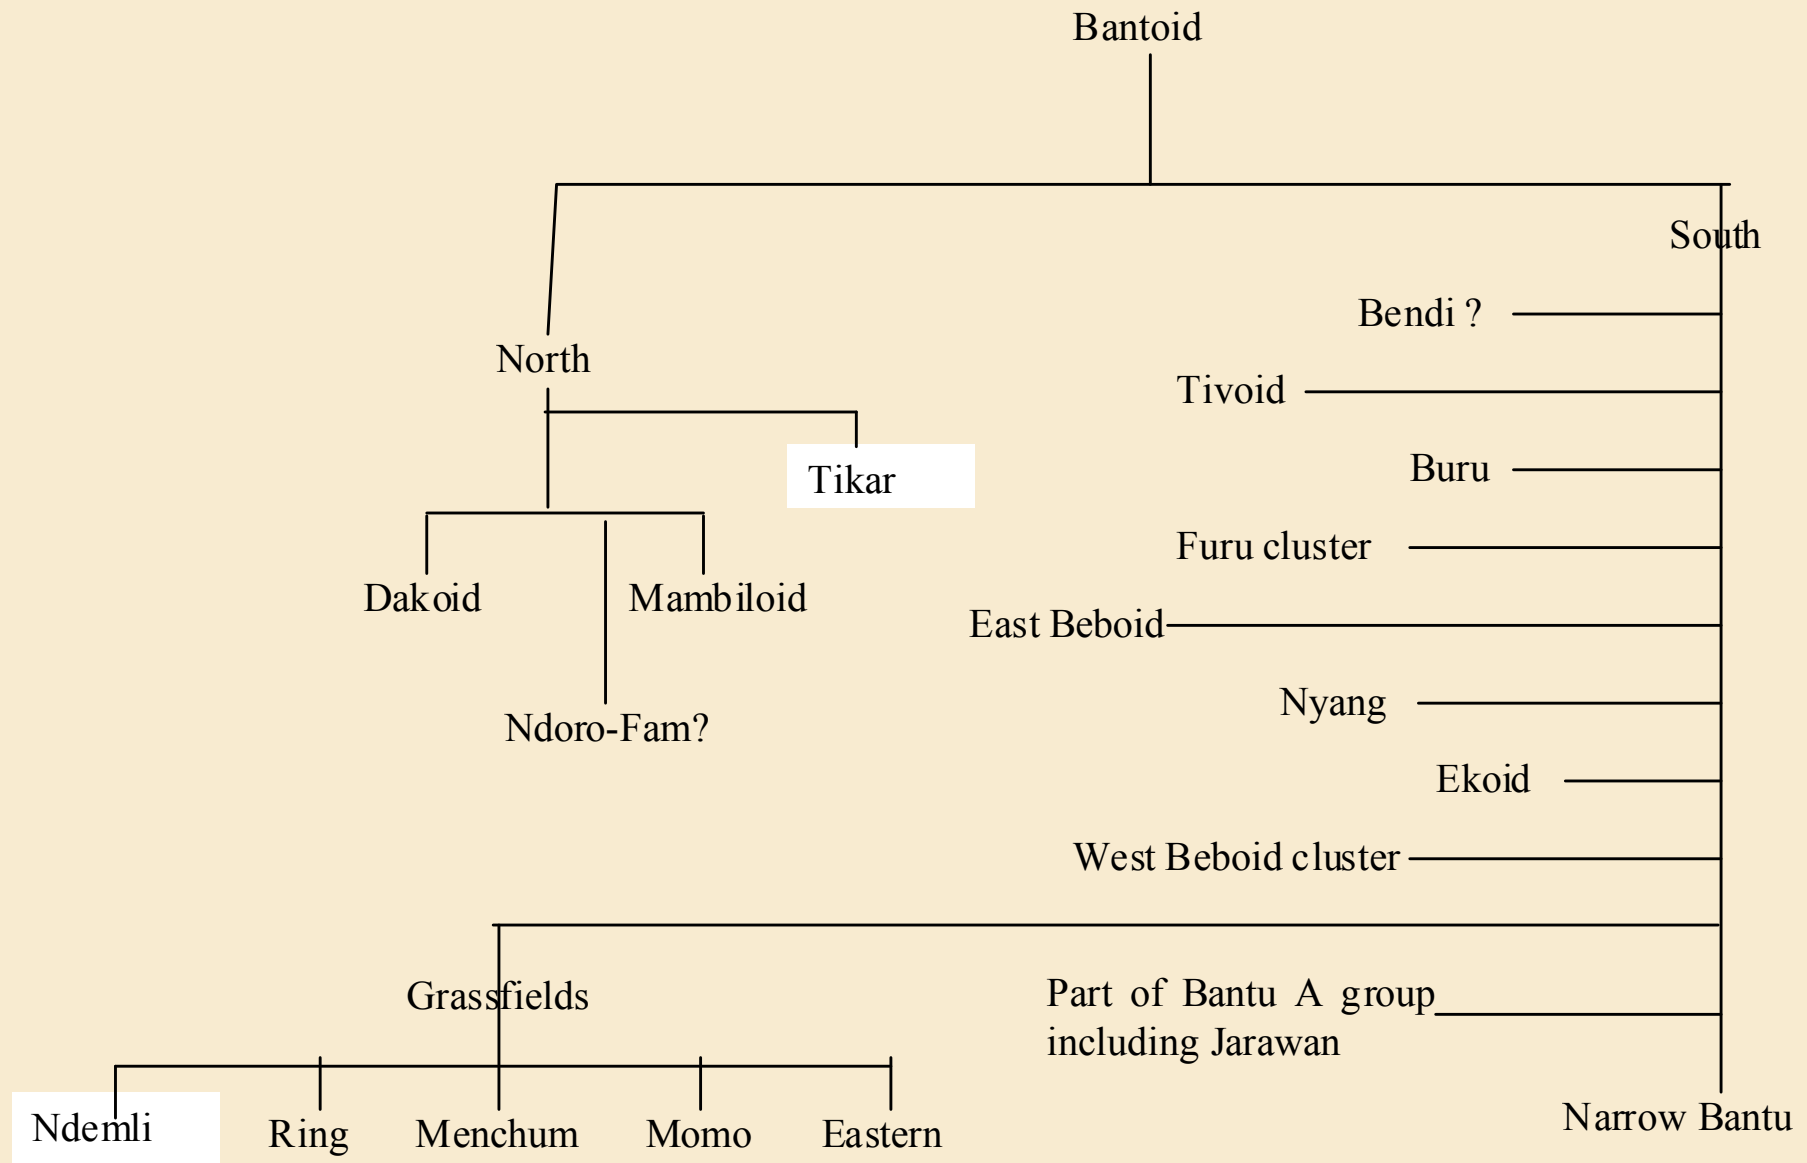 Bantoid
South
Bendi ?
North
Tivoid
Buru
Tikar
Furu cluster
Dakoid
Mambiloid
East Beboid
Nyang
Ndoro-Fam?
Ekoid
West Beboid cluster
Grassfields
Part of Bantu A group
including Jarawan
Narrow Bantu
Ndemli
Ring
Menchum
Momo
Eastern